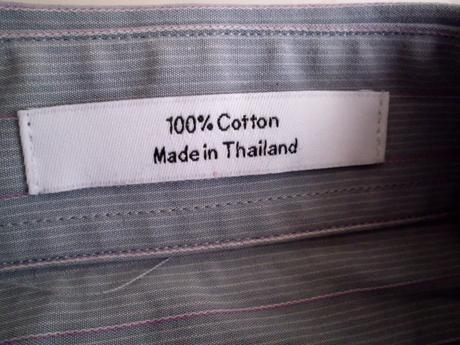 100% Cotton
Made in Thailand